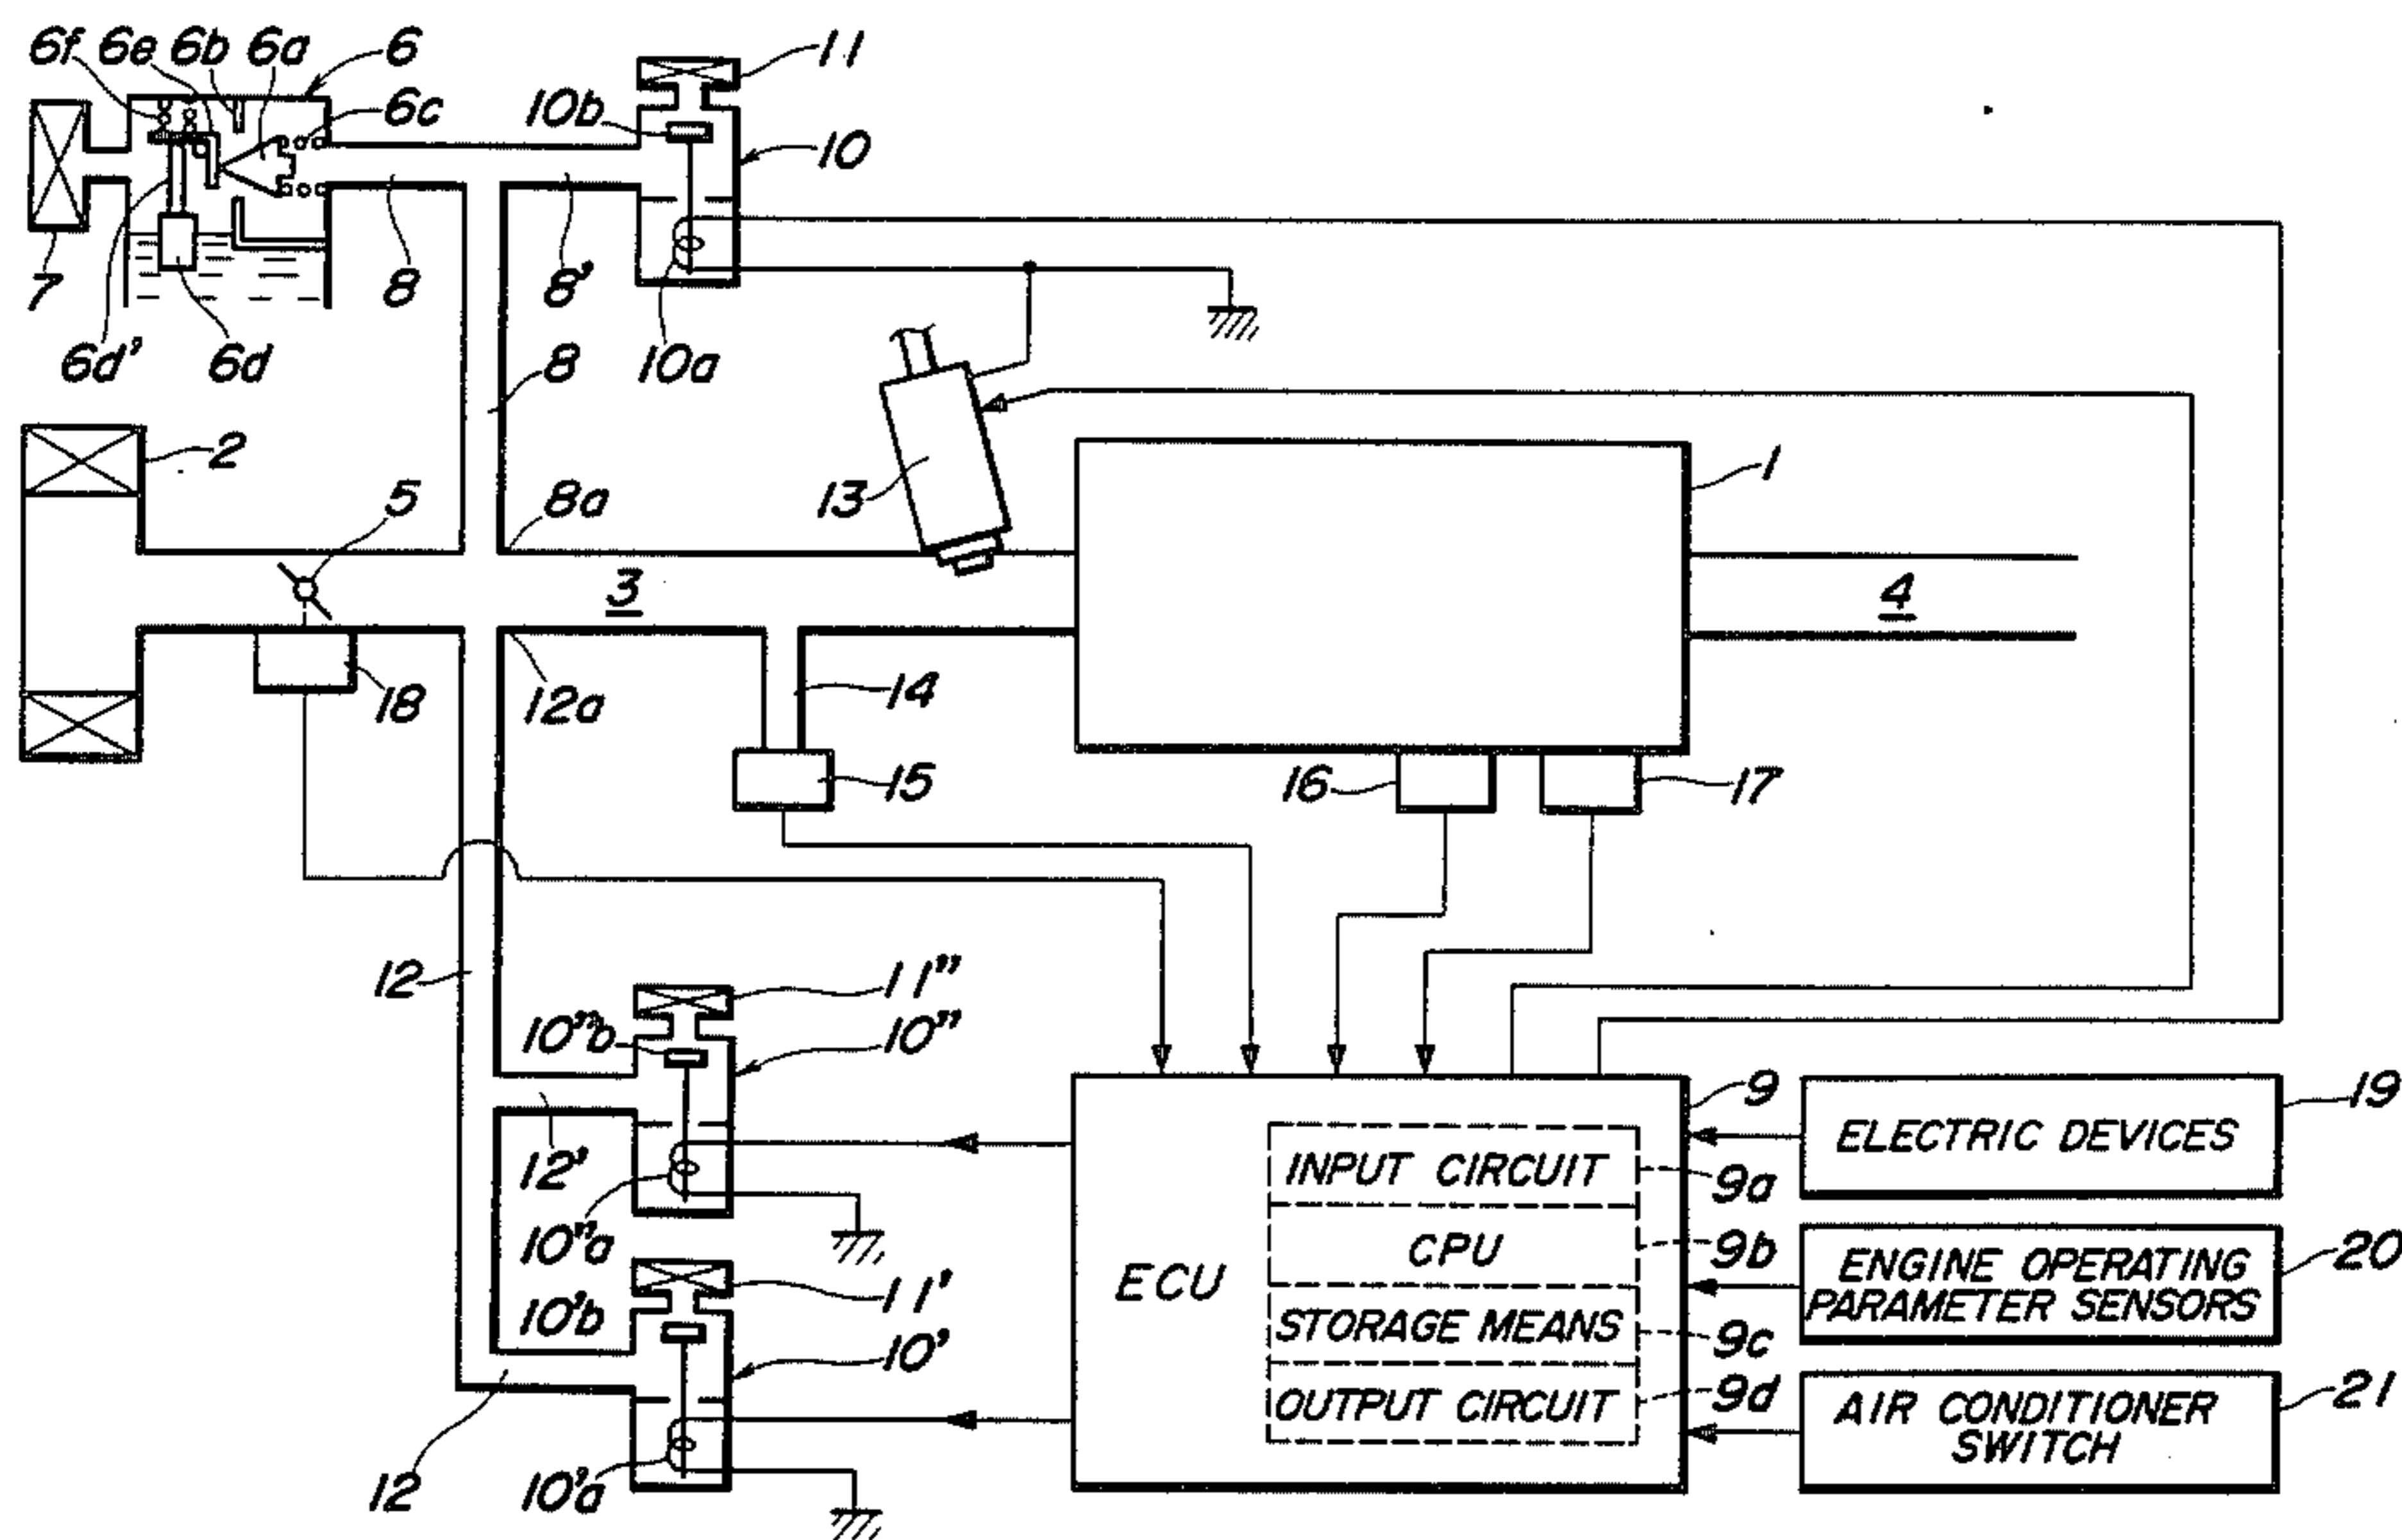 6f 6e 6b 6a 6
11
6c
10b
10
7
8
8'
6d'
6d
8
10a
2
5
8a
13
1
3
4
18
12a
14
15
16
17
12
11"
10"b
10"
9
19
ELECTRIC DEVICES
12'
INPUT CIRCUIT
9a
10"a
CPU
9b
ECU
ENGINE OPERATING
PARAMETER SENSORS
20
11'
10'b
10'
STORAGE MEANS
9c
OUTPUT CIRCUIT
9d
AIR CONDITIONER
SWITCH
21
12
10'a